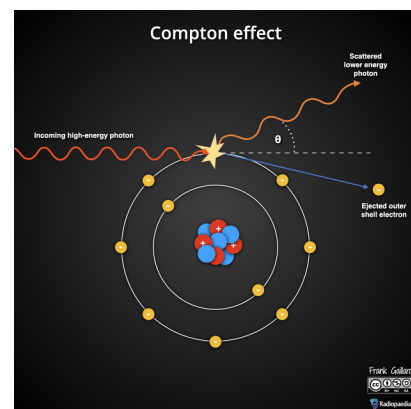 Compton effect
Scattered
lower energy
photon
Incoming high-energy photon
θ
Ejected outer
shell electron
Frank Gaillard
Radiopaedia